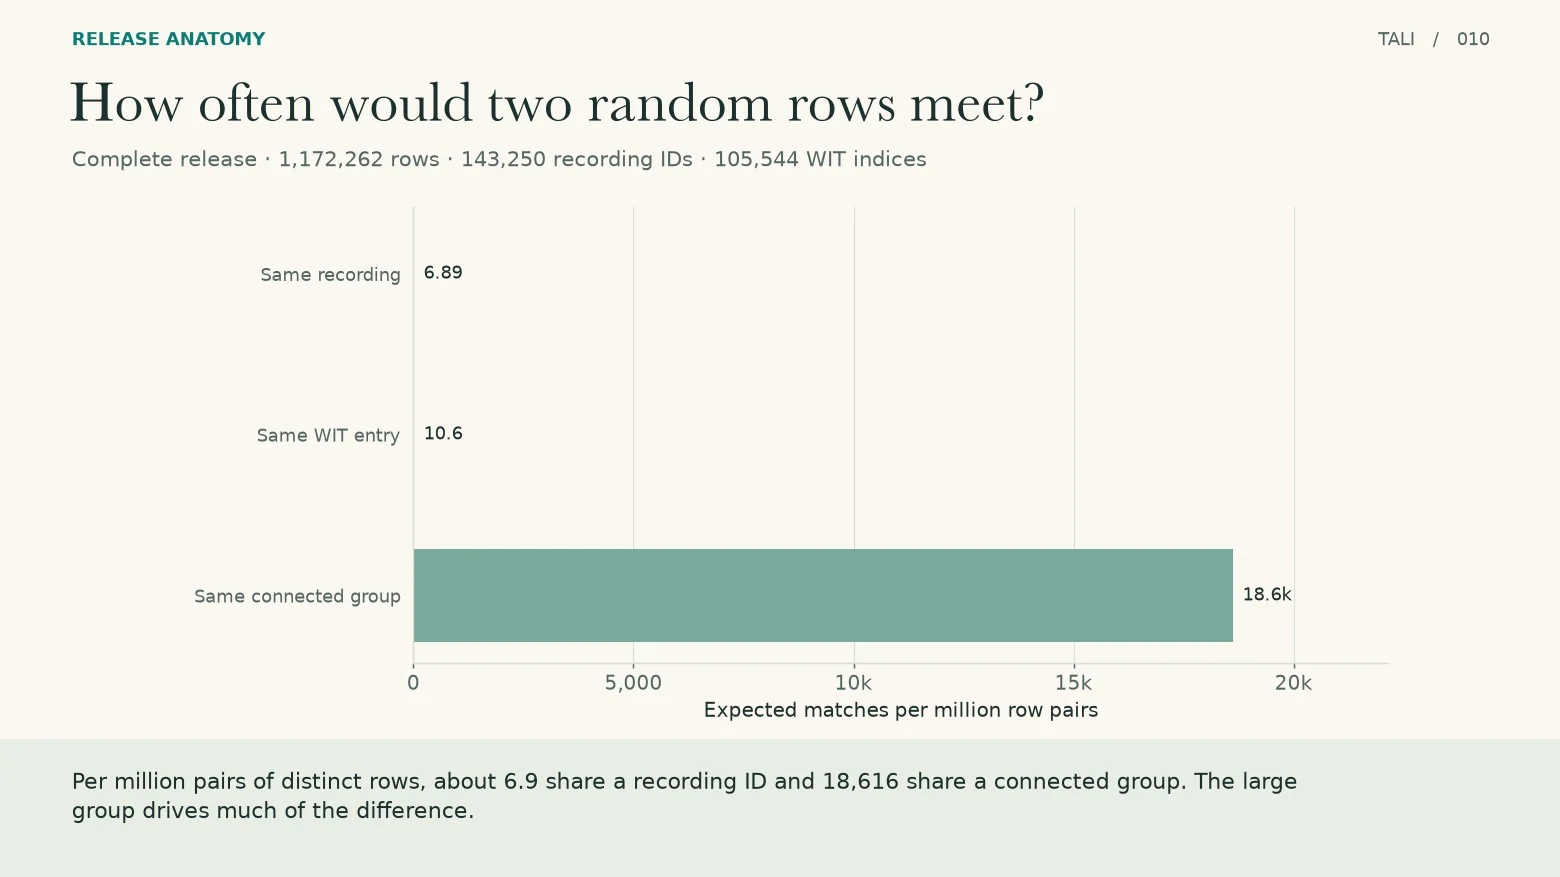 RELEASE ANATOMY
TALI / 010
How often would two random rows meet?
Complete release · 1,172,262 rows · 143,250 recording IDs · 105,544 WIT indices
Same recording
6.89
Same WIT entry
10.6
Same connected group
18.6k
0
5,000
10k
15k
20k
Expected matches per million row pairs
Per million pairs of distinct rows, about 6.9 share a recording ID and 18,616 share a connected group. The large
group drives much of the difference.